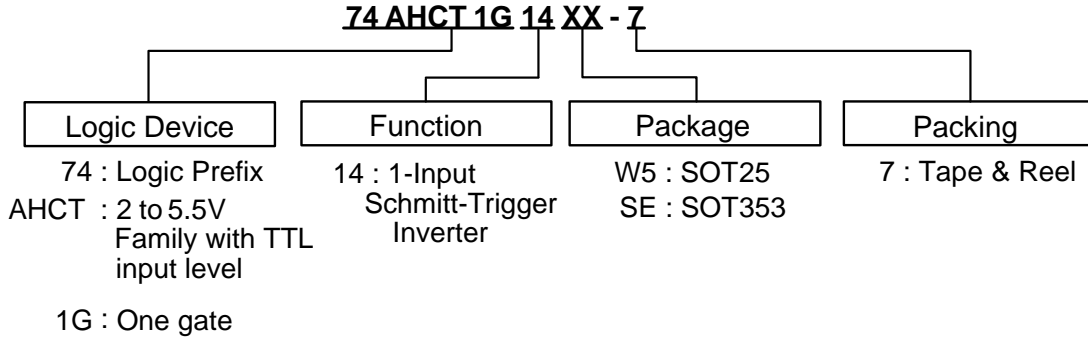 74 AHCT 1G 14 XX - 7
Logic Device
74 : Logic Prefix
AHCT : 2 to 5.5V
Family with TTL
input level
1G : One gate
Function
14 : 1-Input
Schmitt-Trigger
Inverter
Package
W5 : SOT25
SE : SOT353
Packing
7 : Tape & Reel